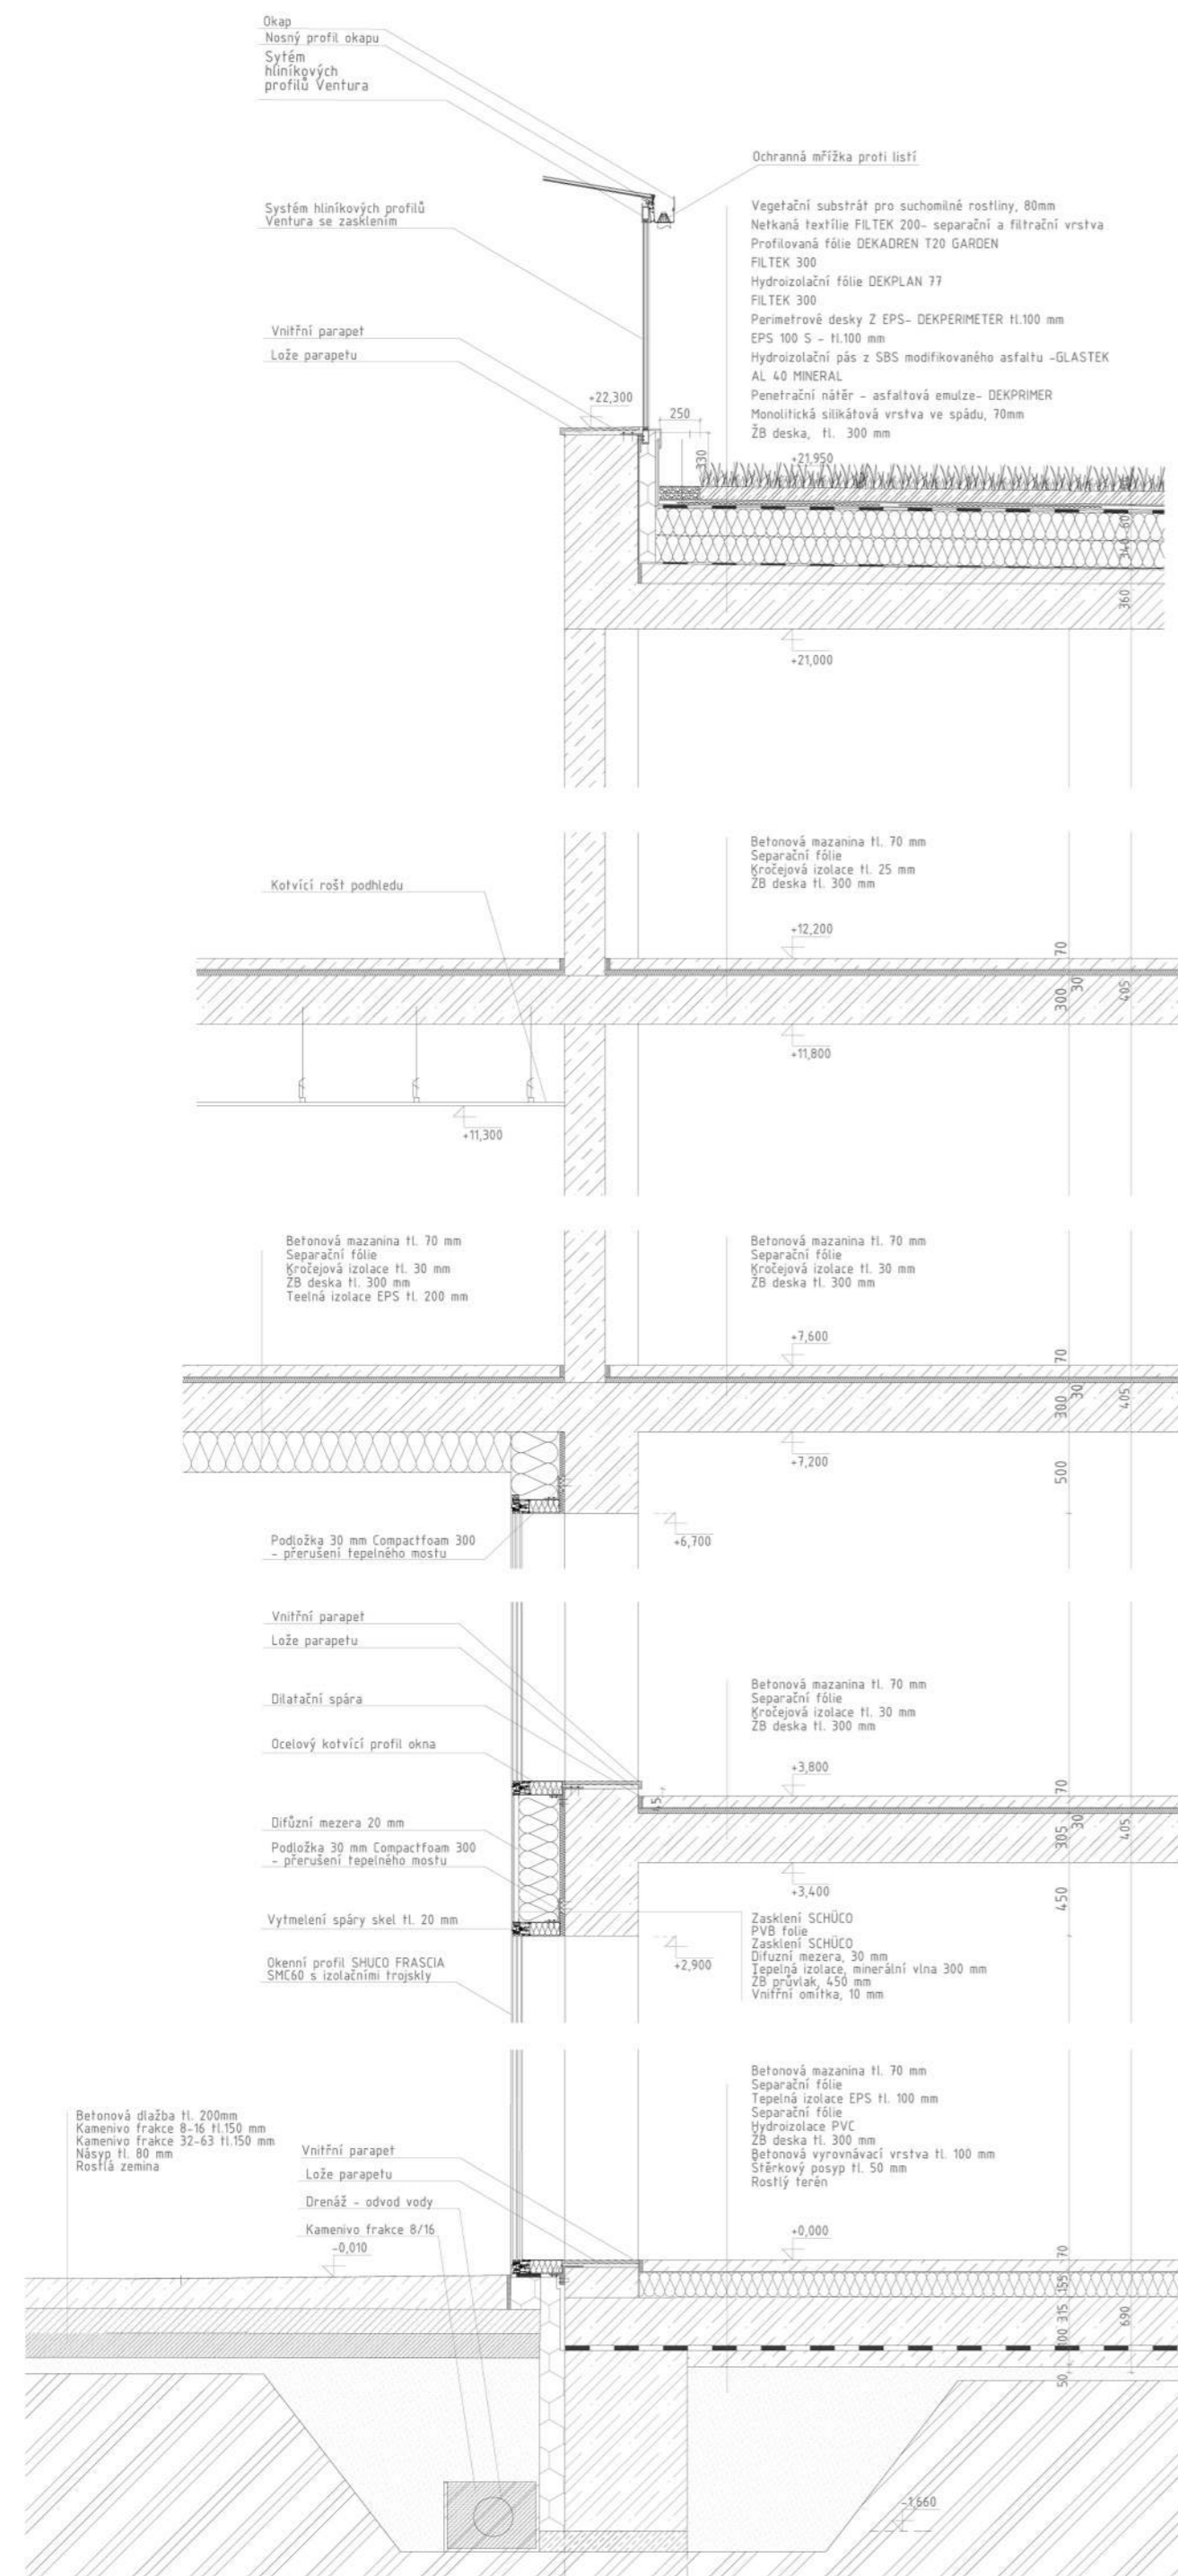 Okap
Nosný profil okapu
Sytém
hliníkových
profilů Ventura
Ochranná mřížka proti listí
Systém hliníkových profilů
Ventura se zasklením
Vegetační substrát pro suchomilné rostliny, 80mm
Netkaná textílie FILTEK 200- separační a filtrační vrstva
Profilovaná fólie DEKADREN T20 GARDEN
FILTEK 300
Hydroizolační fólie DEKPLAN 77
FILTEK 300
Perimetrové desky Z EPS- DEKPERIMETER tl.100 mm
EPS 100 S - tl.100 mm
Hydroizolační pás z SBS modifikovaného asfaltu -GLASTEK
AL 40 MINERAL
Penetrační nátěr - asfaltová emulze- DEKPRIMER
Monolitická silikátová vrstva ve spádu, 70mm
ŽB deska, tl. 300 mm
Vnitřní parapet
Lože parapetu
+22,300
250
330
+21,950
60
340
360
+21,000
Betonová mazanina tl. 70 mm
Separační fólie
Kročejová izolace tl. 25 mm
ŽB deska tl. 300 mm
Kotvící rošt podhledu
+12,200
70
30
300
405
+11,800
+11,300
Betonová mazanina tl. 70 mm
Separační fólie
Kročejová izolace tl. 30 mm
ŽB deska tl. 300 mm
Teelná izolace EPS tl. 200 mm
Betonová mazanina tl. 70 mm
Separační fólie
Kročejová izolace tl. 30 mm
ŽB deska tl. 300 mm
+7,600
70
30
300
405
+7,200
500
+6,700
Podložka 30 mm Compactfoam 300
- přerušení tepelného mostu
Vnitřní parapet
Lože parapetu
Dilatační spára
Ocelový kotvící profil okna
Betonová mazanina tl. 70 mm
Separační fólie
Kročejová izolace tl. 30 mm
ŽB deska tl. 300 mm
+3,800
70
45
30
305
405
+3,400
450
+2,900
Difůzní mezera 20 mm
Podložka 30 mm Compactfoam 300
- přerušení tepelného mostu
Vytmelení spáry skel tl. 20 mm
Okenní profil SHUCO FRASCIA
SMC60 s izolačními trojskly
Zasklení SCHÜCO
PVB folie
Zasklení SCHÜCO
Difuzní mezera, 30 mm
Tepelná izolace, minerální vlna 300 mm
ŽB průvlak, 450 mm
Vnitřní omítka, 10 mm
Betonová mazanina tl. 70 mm
Separační fólie
Tepelná izolace EPS tl. 100 mm
Separační fólie
Hydroizolace PVC
ŽB deska tl. 300 mm
Betonová vyrovnávací vrstva tl. 100 mm
Štěrkový posyp tl. 50 mm
Rostlý terén
Betonová dlažba tl. 200mm
Kamenivo frakce 8-16 tl.150 mm
Kamenivo frakce 32-63 tl.150 mm
Násyp tl. 80 mm
Rostlá zemina
Vnitřní parapet
Lože parapetu
Drenáž - odvod vody
Kamenivo frakce 8/16
-0,010
+0,000
70
155
315
100
50
690
-1,660